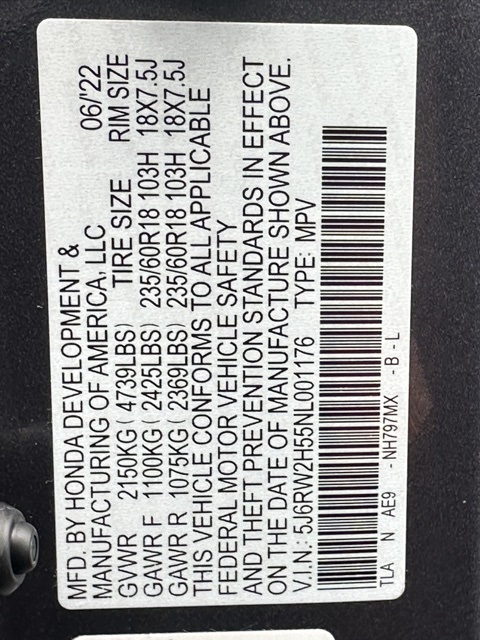 MFD. BY HONDA DEVELOPMENT &
MANUFACTURING OF AMERICA, LLC 06/'22
GVWR 2150KG ( 4739LBS) TIRE SIZE RIM SIZE
GAWR F 1100KG ( 2425LBS) 235/60R18 103H 18X7.5J
GAWR R 1075KG ( 2369LBS) 235/60R18 103H 18X7.5J
THIS VEHICLE CONFORMS TO ALL APPLICABLE
FEDERAL MOTOR VEHICLE SAFETY
AND THEFT PREVENTION STANDARDS IN EFFECT
ON THE DATE OF MANUFACTURE SHOWN ABOVE.
V.I.N: 5J6RW2H55NL001176 TYPE: MPV
TLA N AE9 - NH797MX - B - L